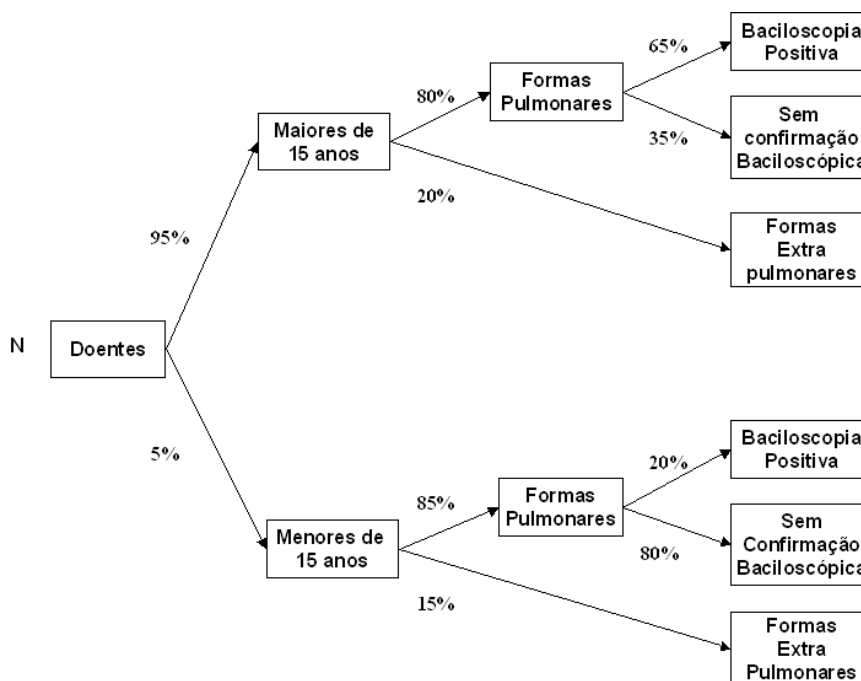 65%
Baciloscopia
Positiva
80%
Formas
Pulmonares
35%
Sem
confirmação
Baciloscópica
Maiores de
15 anos
20%
Formas
Extra
pulmonares
95%
N
Doentes
5%
20%
Baciloscopia
Positiva
85%
Formas
Pulmonares
80%
Sem
Confirmação
Baciloscópica
Menores de
15 anos
15%
Formas
Extra
Pulmonares